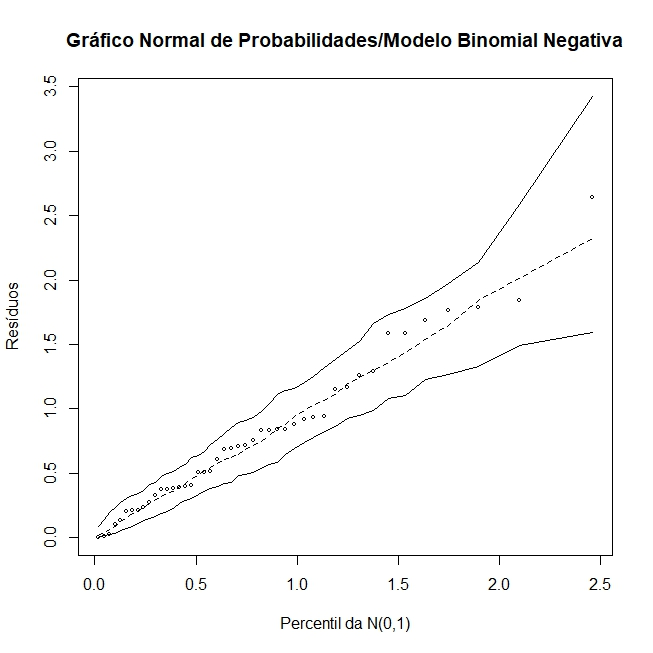 Gráfico Normal de Probabilidades/Modelo Binomial Negativa
3.5
3.0
2.5
2.0
1.5
1.0
0.5
0.0
Resíduos
0.0 0.5 1.0 1.5 2.0 2.5
Percentil da N(0,1)